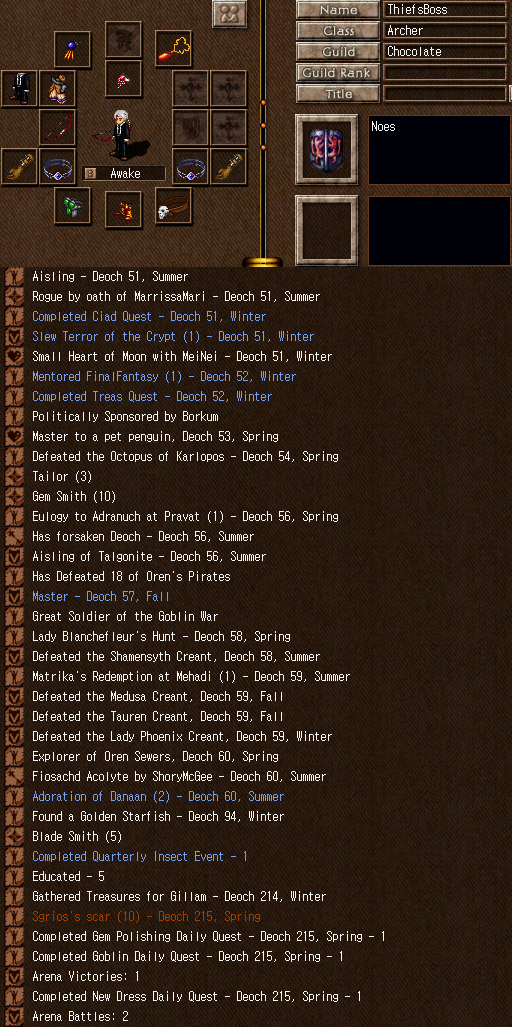 Name ThiefsBoss
Class Archer
Guild Chocolate
Guild Rank
Title
Noes
Awake
Aisling - Deoch 51, Summer
Rogue by oath of MarrissaMari - Deoch 51, Summer
Completed Ciad Quest - Deoch 51, Winter
Slew Terror of the Crypt (1) - Deoch 51, Winter
Small Heart of Moon with MeiNei - Deoch 51, Winter
Mentored FinalFantasy (1) - Deoch 52, Winter
Completed Treas Quest - Deoch 52, Winter
Politically Sponsored by Borkum
Master to a pet penguin, Deoch 53, Spring
Defeated the Octopus of Karlopos - Deoch 54, Spring
Tailor (3)
Gem Smith (10)
Eulogy to Adranuch at Pravat (1) - Deoch 56, Spring
Has forsaken Deoch - Deoch 56, Summer
Aisling of Talgonite - Deoch 56, Summer
Has Defeated 18 of Oren's Pirates
Master - Deoch 57, Fall
Great Soldier of the Goblin War
Lady Blanchefleur's Hunt - Deoch 58, Spring
Defeated the Shamensyth Creant, Deoch 58, Summer
Matrika's Redemption at Mehadi (1) - Deoch 59, Summer
Defeated the Medusa Creant, Deoch 59, Fall
Defeated the Tauren Creant, Deoch 59, Fall
Defeated the Lady Phoenix Creant, Deoch 59, Winter
Explorer of Oren Sewers, Deoch 60, Spring
Fiosachd Acolyte by ShoryMcGee - Deoch 60, Summer
Adoration of Danaan (2) - Deoch 60, Summer
Found a Golden Starfish - Deoch 94, Winter
Blade Smith (5)
Completed Quarterly Insect Event - 1
Educated - 5
Gathered Treasures for Gillam - Deoch 214, Winter
Sgrios's scar (10) - Deoch 215, Spring
Completed Gem Polishing Daily Quest - Deoch 215, Spring - 1
Completed Goblin Daily Quest - Deoch 215, Spring - 1
Arena Victories: 1
Completed New Dress Daily Quest - Deoch 215, Spring - 1
Arena Battles: 2